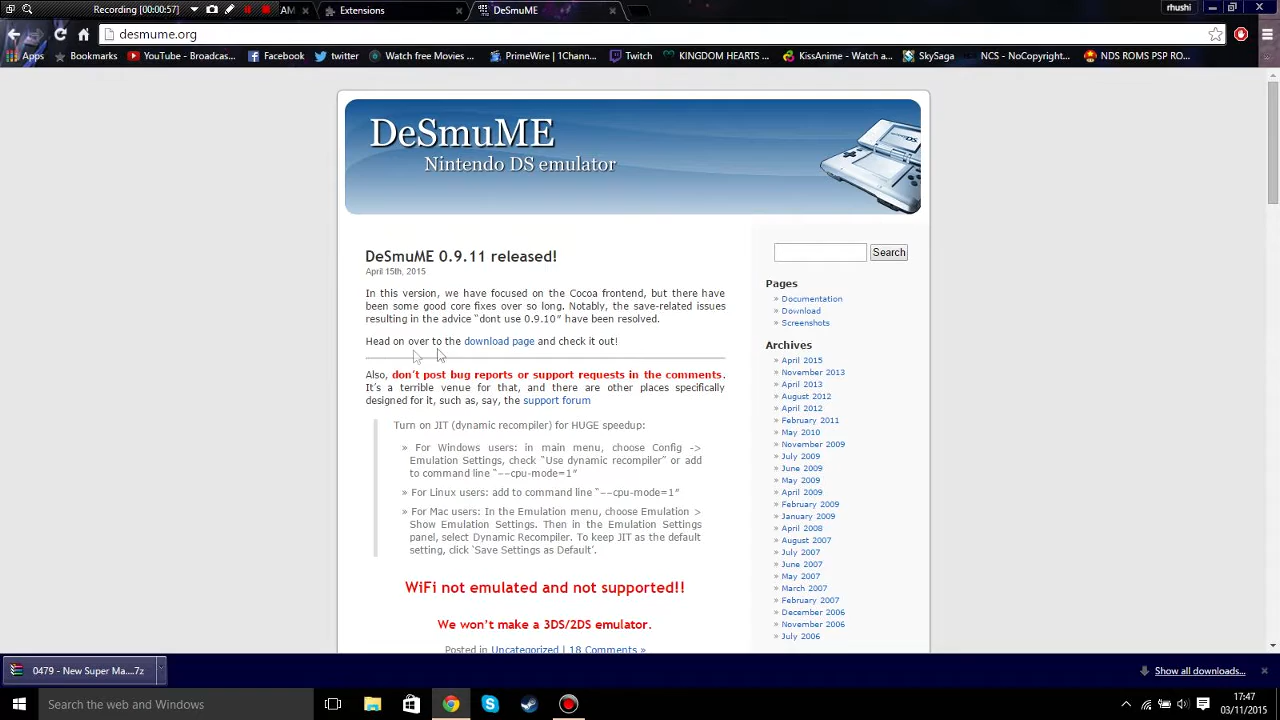 Recording [00:00:57]
AM
Extensions
DeSmuME
rhushi
desmume.org
Apps
Bookmarks
YouTube - Broadcas...
Facebook
twitter
Watch free Movies ...
PrimeWire | 1Chann...
Twitch
KINGDOM HEARTS ...
KissAnime - Watch a...
SkySaga
NCS - NoCopyright...
NDS ROMS PSP RO...
DeSmuME
Nintendo DS emulator
DeSmuME 0.9.11 released!
April 15th, 2015
In this version, we have focused on the Cocoa frontend, but there have
been some good core fixes over so long. Notably, the save-related issues
resulting in the advice “dont use 0.9.10” have been resolved.
Head on over to the download page and check it out!
Also, don’t post bug reports or support requests in the comments.
It’s a terrible venue for that, and there are other places specifically
designed for it, such as, say, the support forum
Turn on JIT (dynamic recompiler) for HUGE speedup:
» For Windows users: in main menu, choose Config ->
Emulation Settings, check “Use dynamic recompiler” or add
to command line “––cpu-mode=1”
» For Linux users: add to command line “––cpu-mode=1”
» For Mac users: In the Emulation menu, choose Emulation >
Show Emulation Settings. Then in the Emulation Settings
panel, select Dynamic Recompiler. To keep JIT as the default
setting, click ‘Save Settings as Default’.
WiFi not emulated and not supported!!
We won’t make a 3DS/2DS emulator.
Posted in Uncategorized | 18 Comments »
Search
Pages
» Documentation
» Download
» Screenshots
Archives
» April 2015
» November 2013
» April 2013
» August 2012
» April 2012
» February 2011
» May 2010
» November 2009
» July 2009
» June 2009
» May 2009
» April 2009
» February 2009
» January 2009
» April 2008
» August 2007
» July 2007
» June 2007
» May 2007
» March 2007
» February 2007
» December 2006
» November 2006
» July 2006
0479 - New Super Ma....7z
Show all downloads...
Search the web and Windows
17:47
03/11/2015